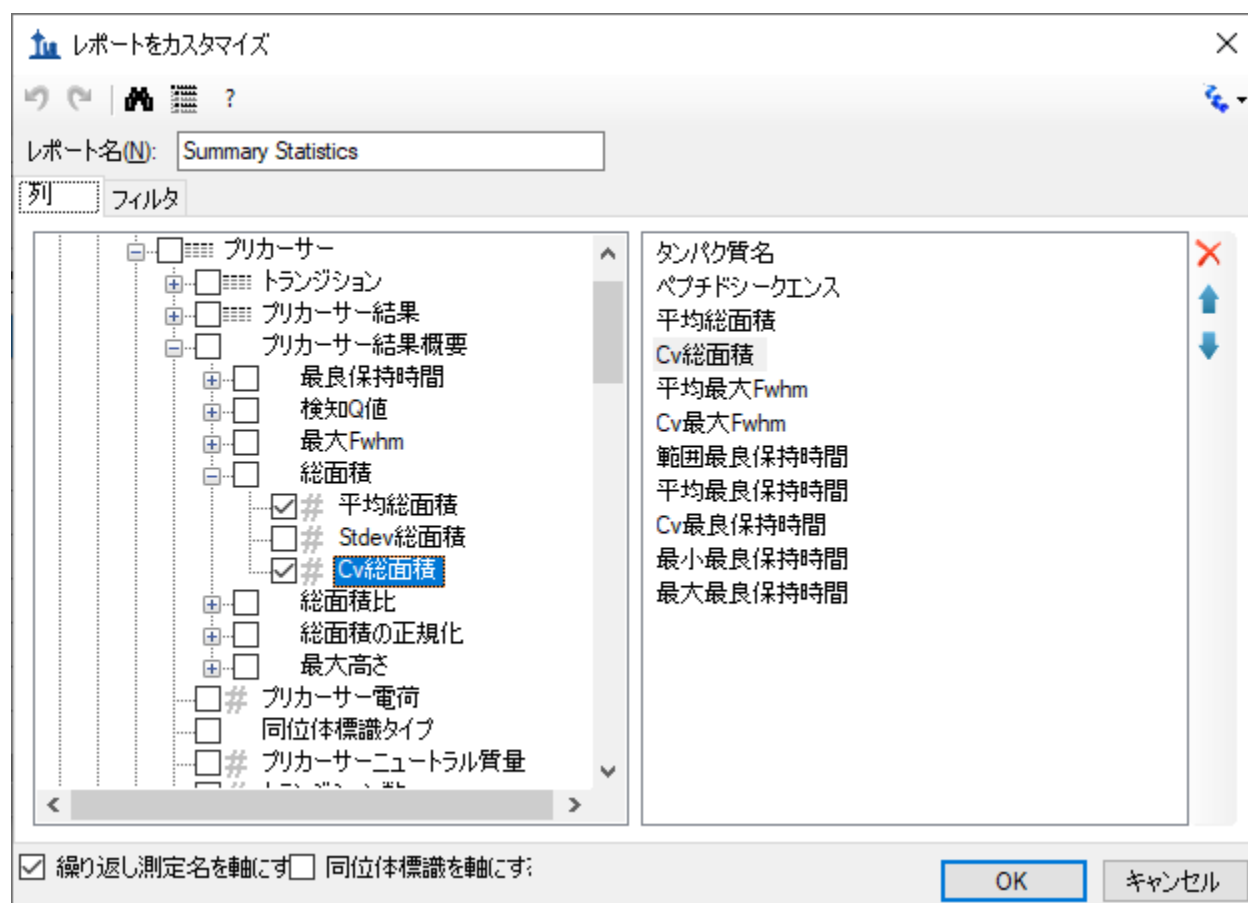 レポートをカスタマイズ
?
レポート名(N): Summary Statistics
列 フィルタ
プリカーサー
トランジション
プリカーサー結果
プリカーサー結果概要
最良保持時間
検知Q値
最大Fwhm
総面積
# 平均総面積
# Stdev総面積
# Cv総面積
総面積比
総面積の正規化
最大高さ
# プリカーサー電荷
同位体標識タイプ
# プリカーサーニュートラル質量
タンパク質名
ペプチドシークエンス
平均総面積
Cv総面積
平均最大Fwhm
Cv最大Fwhm
範囲最良保持時間
平均最良保持時間
Cv最良保持時間
最小最良保持時間
最大最良保持時間
繰り返し測定名を軸にす 同位体標識を軸にす
OK キャンセル